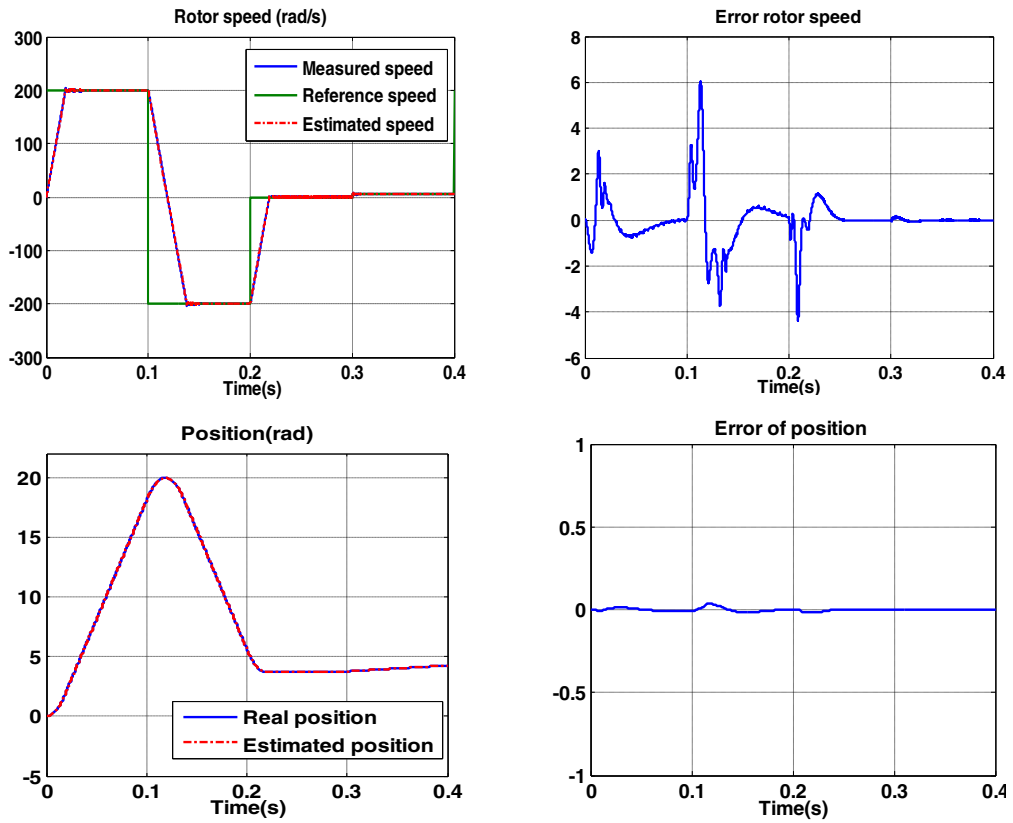 Rotor speed (rad/s)
300
200
100
0
-100
-200
-300
0 0.1 0.2 0.3 0.4
Time(s)
Measured speed
Reference speed
Estimated speed
Error rotor speed
8
6
4
2
0
-2
-4
-6
0 0.1 0.2 0.3 0.4
Time(s)
Position(rad)
20
15
10
5
0
-5
0 0.1 0.2 0.3 0.4
Time(s)
Real position
Estimated position
Error of position
1
0.5
0
-0.5
-1
0 0.1 0.2 0.3 0.4
Time(s)